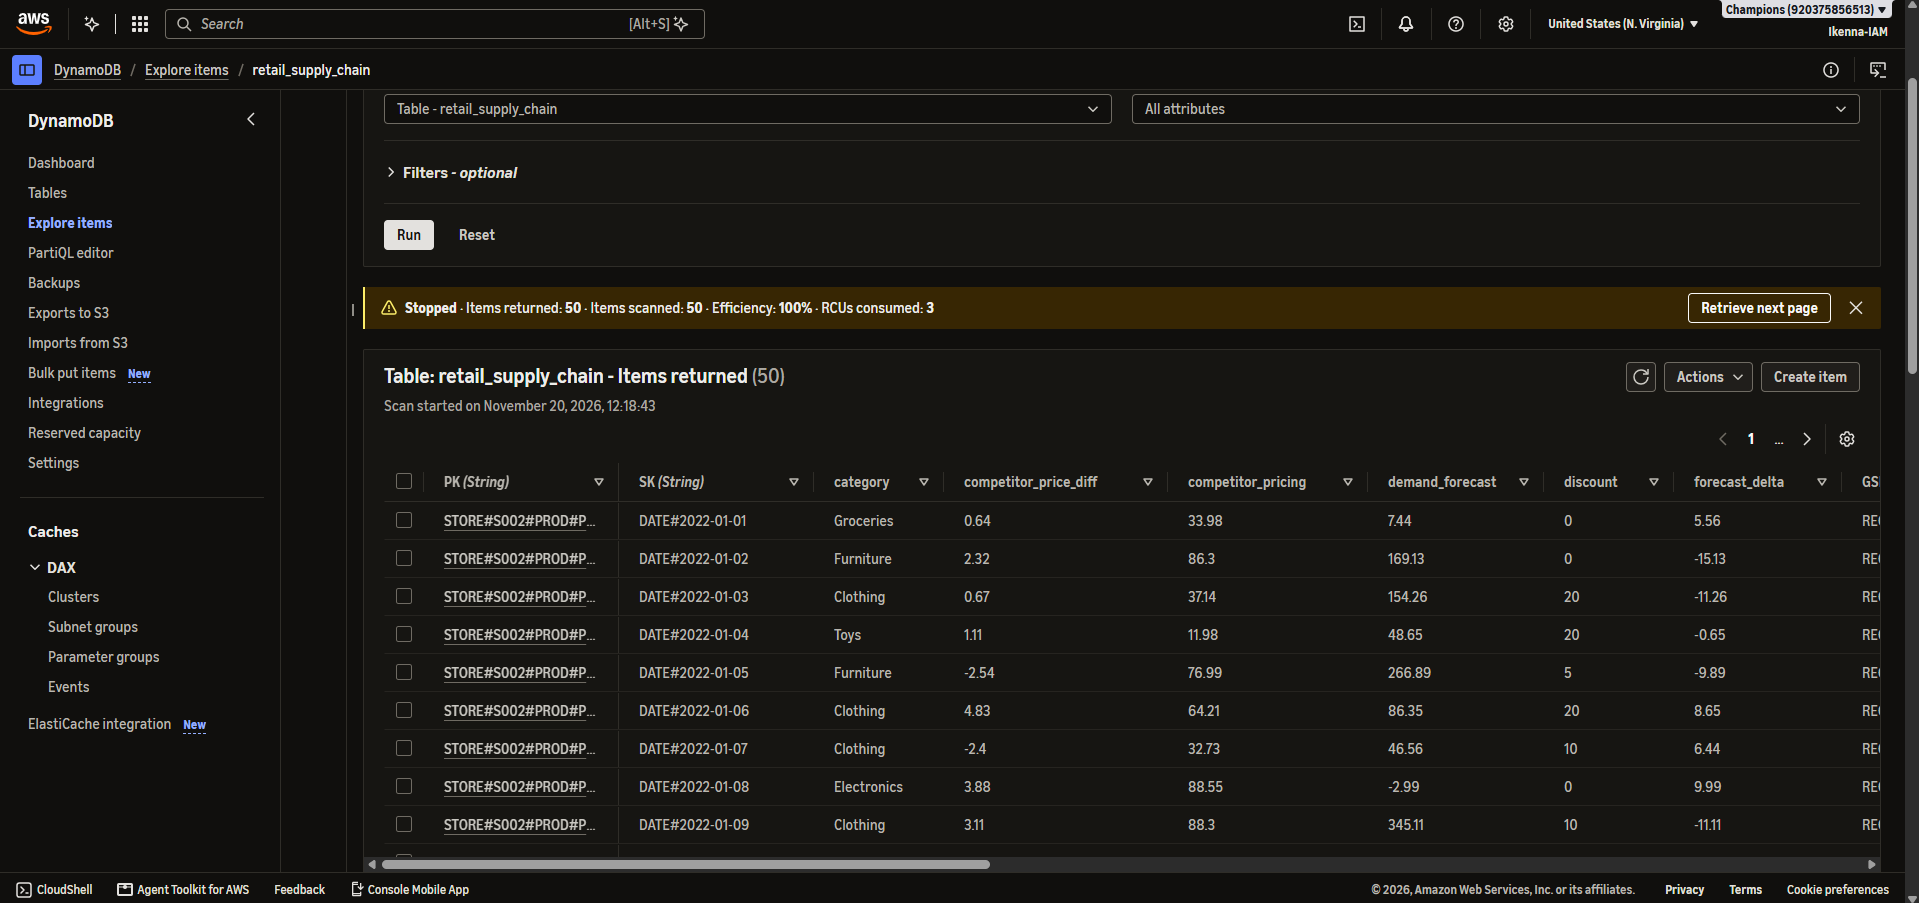 aws
Search [Alt+S]
United States (N. Virginia)
Champions (920375856513)
Ikenna-IAM
DynamoDB / Explore items / retail_supply_chain
DynamoDB
Dashboard
Tables
Explore items
PartiQL editor
Backups
Exports to S3
Imports from S3
Bulk put items New
Integrations
Reserved capacity
Settings
Caches
DAX
Clusters
Subnet groups
Parameter groups
Events
ElastiCache integration New
Table - retail_supply_chain All attributes
Filters - optional
Run Reset
Stopped · Items returned: 50 · Items scanned: 50 · Efficiency: 100% · RCUs consumed: 3 Retrieve next page
Table: retail_supply_chain - Items returned (50) Actions Create item
Scan started on November 20, 2026, 12:18:43
1 ...
PK (String) SK (String) category competitor_price_diff competitor_pricing demand_forecast discount forecast_delta GS
STORE#S002#PROD#P... DATE#2022-01-01 Groceries 0.64 33.98 7.44 0 5.56 RE
STORE#S002#PROD#P... DATE#2022-01-02 Furniture 2.32 86.3 169.13 0 -15.13 RE
STORE#S002#PROD#P... DATE#2022-01-03 Clothing 0.67 37.14 154.26 20 -11.26 RE
STORE#S002#PROD#P... DATE#2022-01-04 Toys 1.11 11.98 48.65 20 -0.65 RE
STORE#S002#PROD#P... DATE#2022-01-05 Furniture -2.54 76.99 266.89 5 -9.89 RE
STORE#S002#PROD#P... DATE#2022-01-06 Clothing 4.83 64.21 86.35 20 8.65 RE
STORE#S002#PROD#P... DATE#2022-01-07 Clothing -2.4 32.73 46.56 10 6.44 RE
STORE#S002#PROD#P... DATE#2022-01-08 Electronics 3.88 88.55 -2.99 0 9.99 RE
STORE#S002#PROD#P... DATE#2022-01-09 Clothing 3.11 88.3 345.11 10 -11.11 RE
CloudShell Agent Toolkit for AWS Feedback Console Mobile App © 2026, Amazon Web Services, Inc. or its affiliates. Privacy Terms Cookie preferences